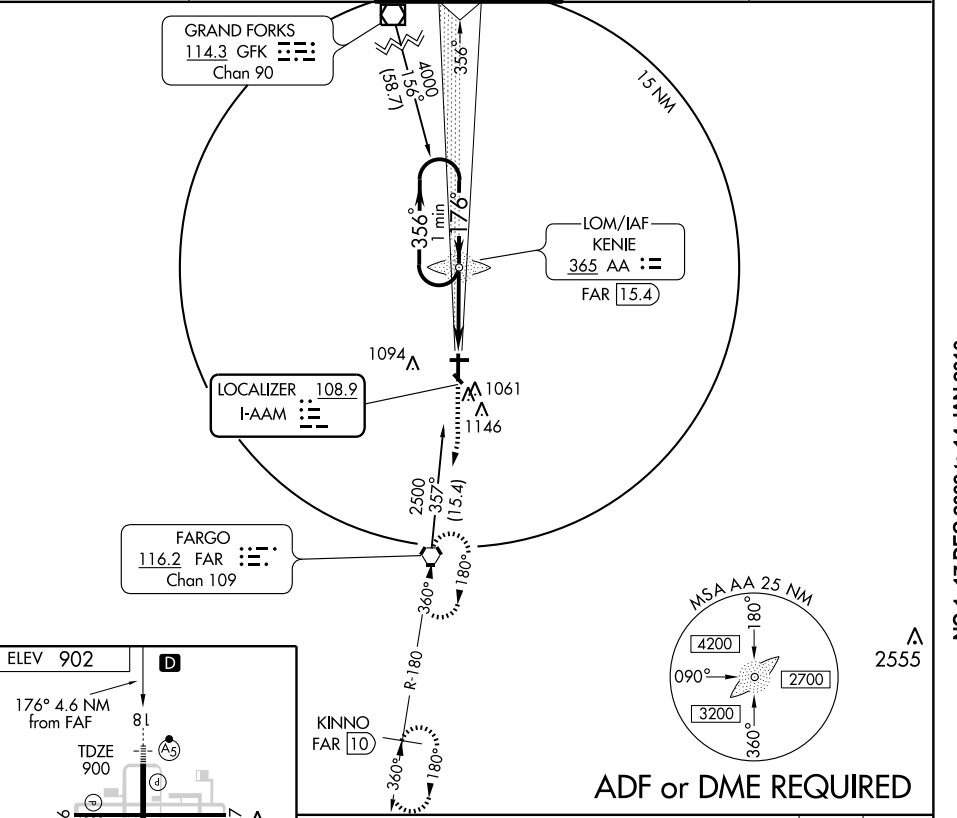 GRAND FORKS
114.3 GFK
Chan 90
4000
156°
(58.7)
356°
15 NM
356°
1 min
176°
LOM/IAF
KENIE
365 AA
FAR 15.4
1094
LOCALIZER 108.9
I-AAM
1061
1146
2500
357°
(15.4)
FARGO
116.2 FAR
Chan 109
360°
180°
R-180
KINNO
FAR 10
360°
180°
MSA AA 25 NM
180°
4200
090°
2700
3200
360°
2555
ELEV 902
D
176° 4.6 NM
from FAF
18
TDZE
900
A5
P
P
ADF or DME REQUIRED